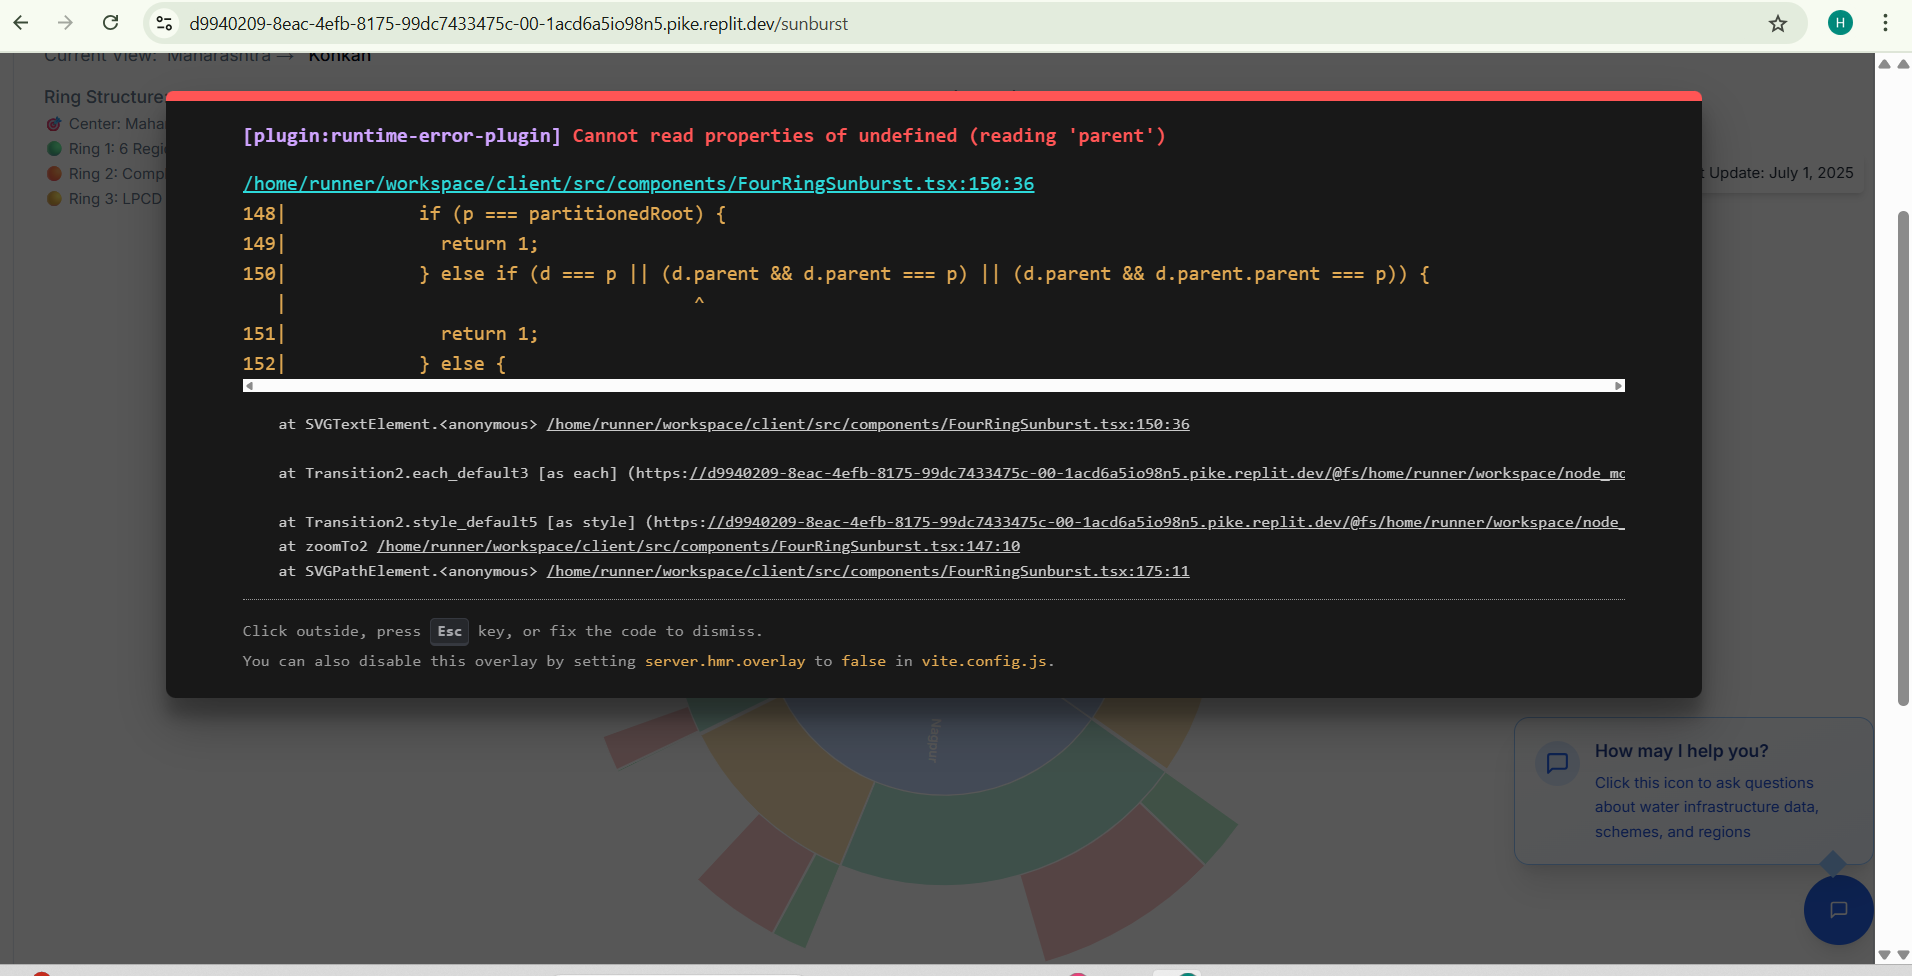 d9940209-8eac-4efb-8175-99dc7433475c-00-1acd6a5io98n5.pike.replit.dev/sunburst
H
Current View: Maharashtra → Konkan
Ring Structure:
Center: Maha
Ring 1: 6 Regi
Ring 2: Comp
Ring 3: LPCD
t Update: July 1, 2025
[plugin:runtime-error-plugin] Cannot read properties of undefined (reading 'parent')
/home/runner/workspace/client/src/components/FourRingSunburst.tsx:150:36
148|            if (p === partitionedRoot) {
149|              return 1;
150|            } else if (d === p || (d.parent && d.parent === p) || (d.parent && d.parent.parent === p)) {
   |                                     ^
151|              return 1;
152|            } else {
at SVGTextElement.<anonymous> /home/runner/workspace/client/src/components/FourRingSunburst.tsx:150:36
at Transition2.each_default3 [as each] (https://d9940209-8eac-4efb-8175-99dc7433475c-00-1acd6a5io98n5.pike.replit.dev/@fs/home/runner/workspace/node_mo
at Transition2.style_default5 [as style] (https://d9940209-8eac-4efb-8175-99dc7433475c-00-1acd6a5io98n5.pike.replit.dev/@fs/home/runner/workspace/node_
at zoomTo2 /home/runner/workspace/client/src/components/FourRingSunburst.tsx:147:10
at SVGPathElement.<anonymous> /home/runner/workspace/client/src/components/FourRingSunburst.tsx:175:11
Click outside, press Esc key, or fix the code to dismiss.
You can also disable this overlay by setting server.hmr.overlay to false in vite.config.js.
Nagpur
How may I help you?
Click this icon to ask questions
about water infrastructure data,
schemes, and regions